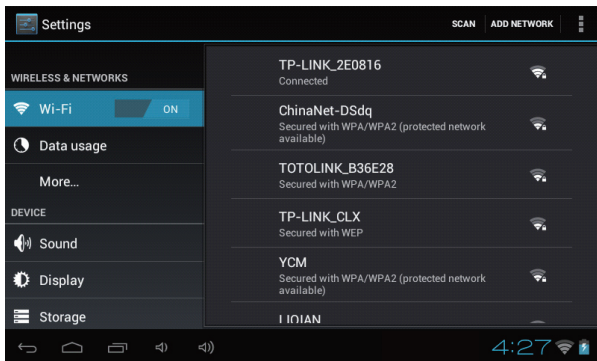 Settings
SCAN
ADD NETWORK
WIRELESS & NETWORKS
Wi-Fi
ON
Data usage
More...
DEVICE
Sound
Display
Storage
TP-LINK_2E0816
Connected
ChinaNet-DSdq
Secured with WPA/WPA2 (protected network
available)
TOTOLINK_B36E28
Secured with WPA/WPA2
TP-LINK_CLX
Secured with WEP
YCM
Secured with WPA/WPA2 (protected network
available)
4:27